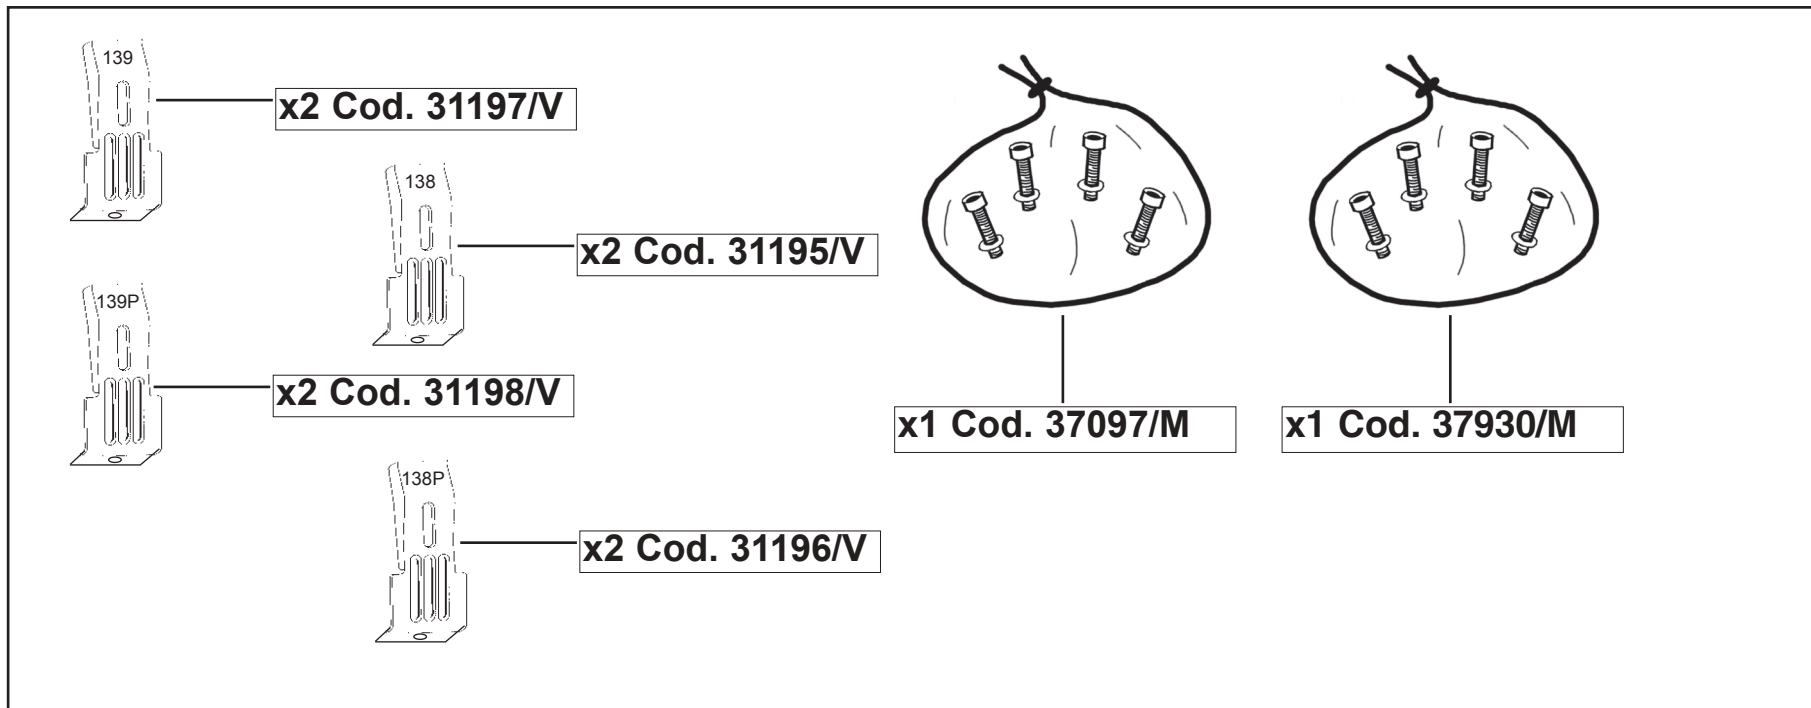 139
x2 Cod. 31197/V
138
x2 Cod. 31195/V
139P
x2 Cod. 31198/V
138P
x2 Cod. 31196/V
x1 Cod. 37097/M
x1 Cod. 37930/M